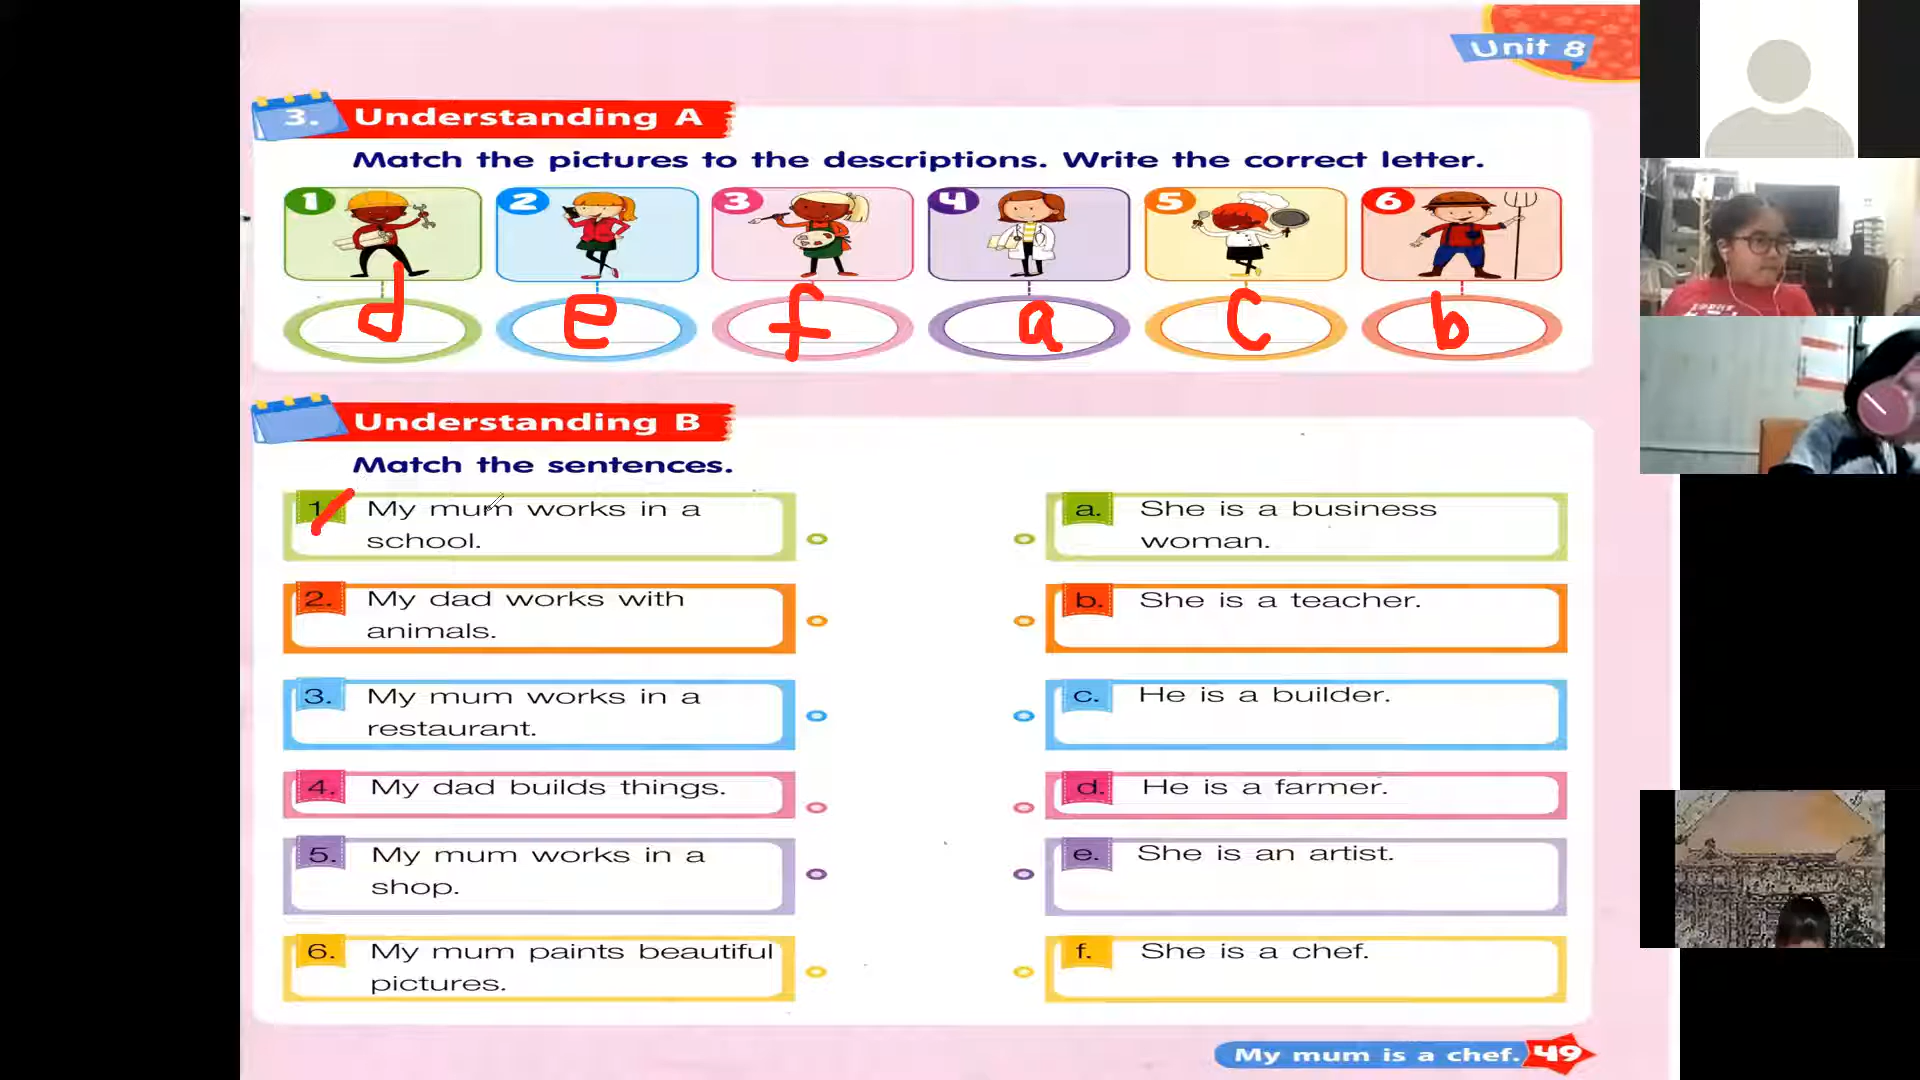 Unit 8
3. Understanding A
Match the pictures to the descriptions. Write the correct letter.
1 2 3 4 5 6
d e f a c b
Understanding B
Match the sentences.
1. My mum works in a
school.
a. She is a business
woman.
2. My dad works with
animals.
b. She is a teacher.
3. My mum works in a
restaurant.
c. He is a builder.
4. My dad builds things.
d. He is a farmer.
5. My mum works in a
shop.
e. She is an artist.
6. My mum paints beautiful
pictures.
f. She is a chef.
My mum is a chef. 49